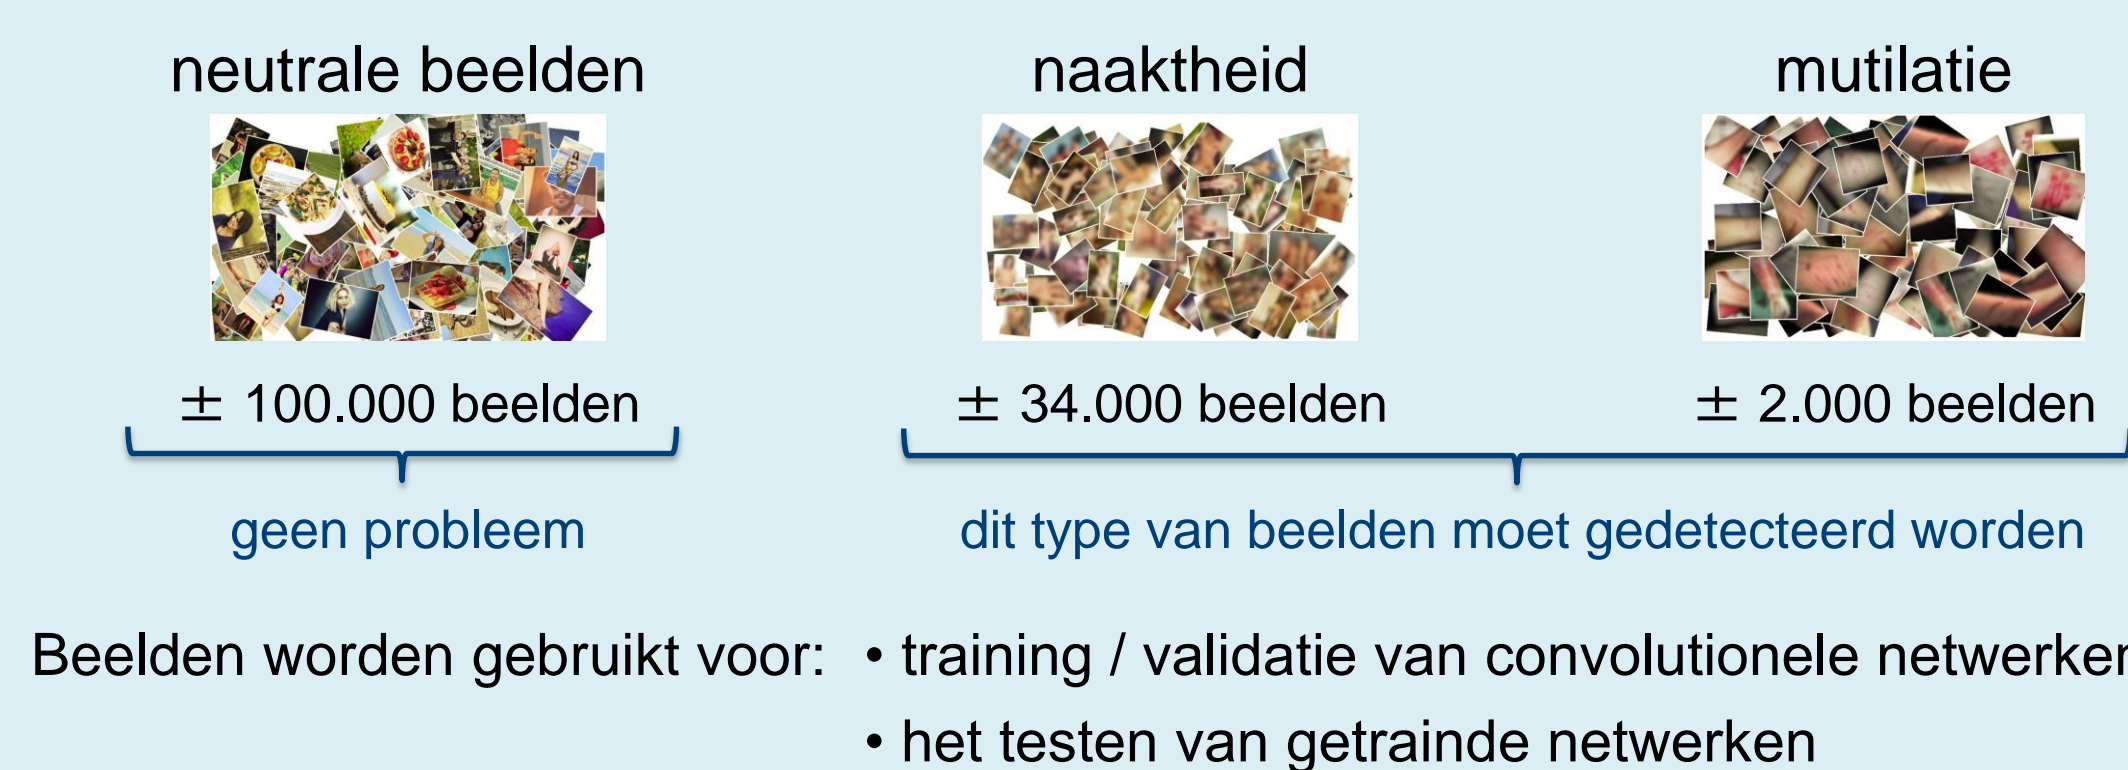 neutrale beelden
naaktheid
mutilatie
± 100.000 beelden
± 34.000 beelden
± 2.000 beelden
geen probleem
dit type van beelden moet gedetecteerd worden
Beelden worden gebruikt voor: • training / validatie van convolutionele netwerken
• het testen van getrainde netwerken